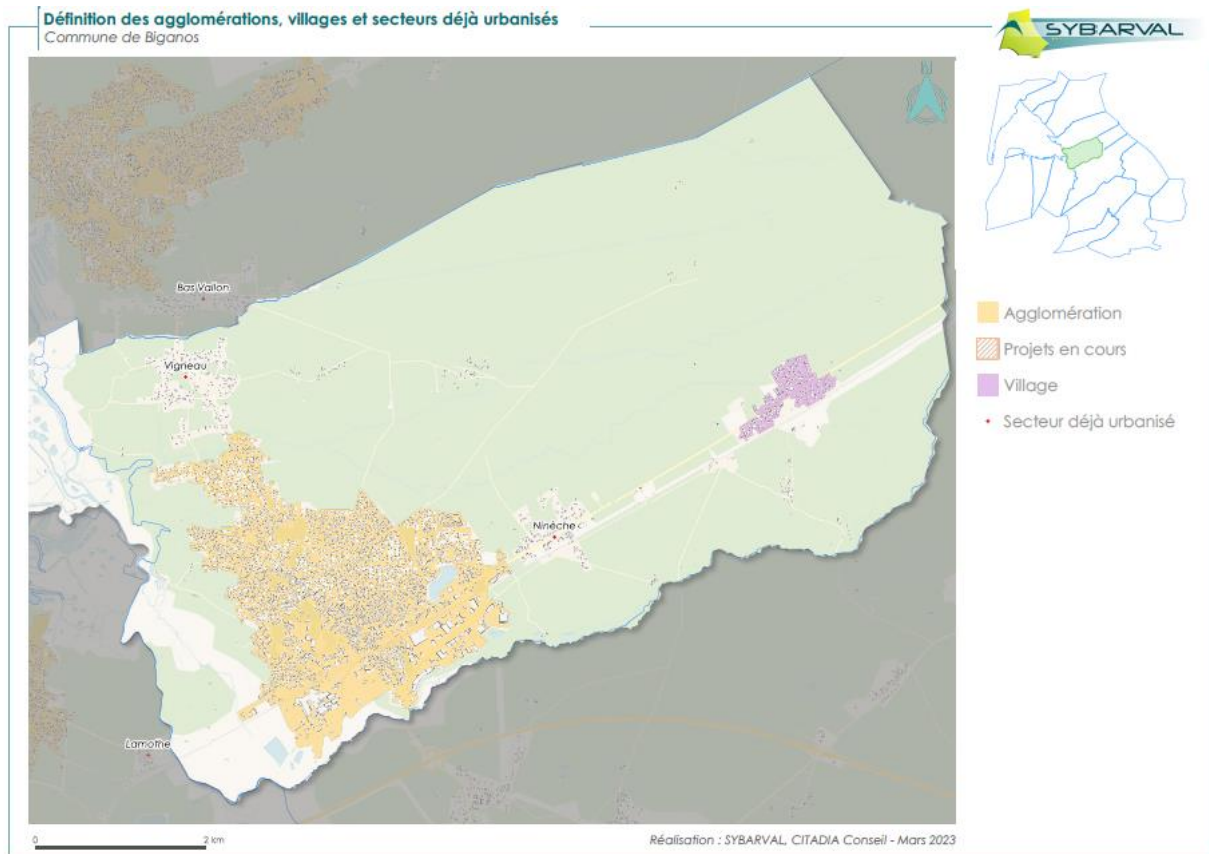 Définition des agglomérations, villages et secteurs déjà urbanisés
Commune de Biganos
SYBARVAL
N
Bas Vallon
Vigneau
Ninèche
Lamothe
Agglomération
Projets en cours
Village
Secteur déjà urbanisé
0 2 km
Réalisation : SYBARVAL, CITADIA Conseil - Mars 2023